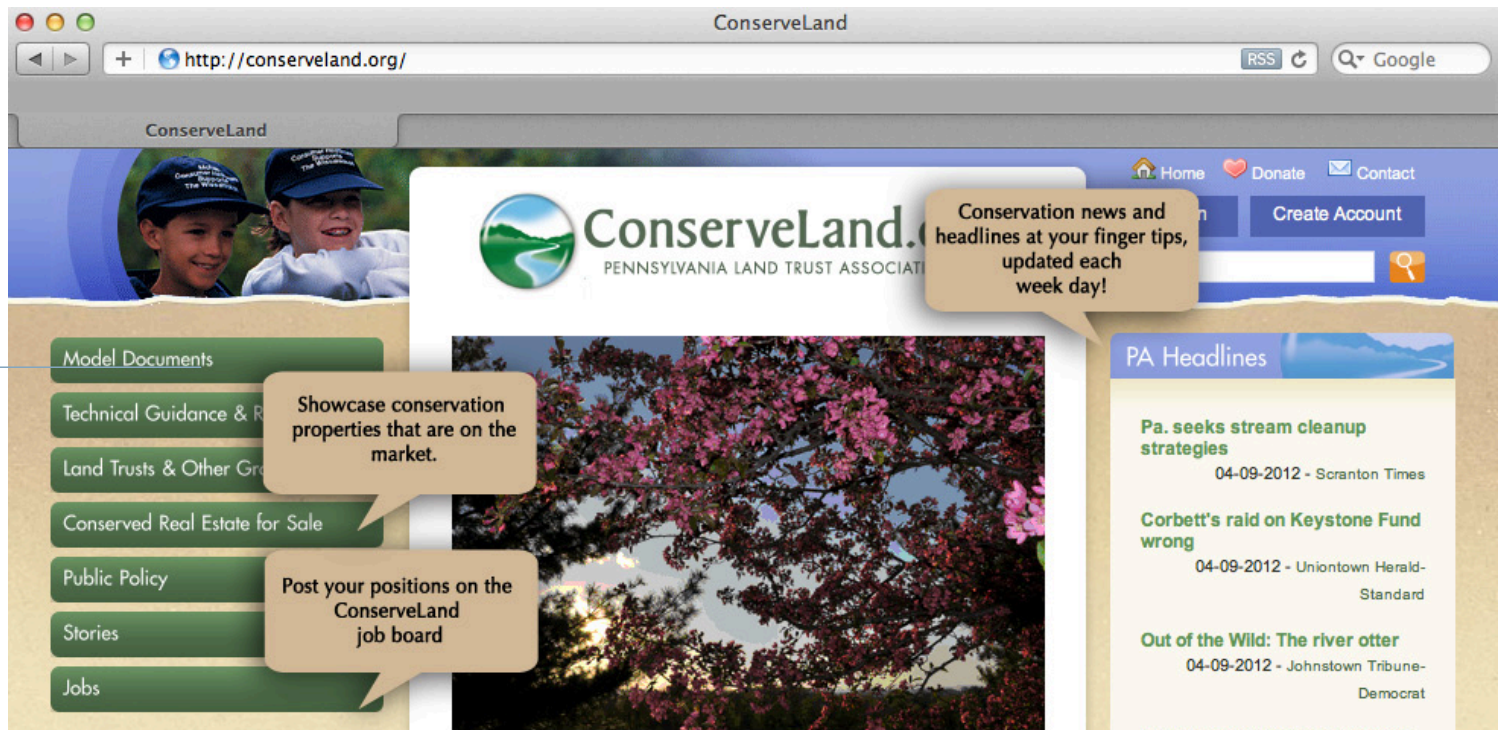 ConserveLand
http://conserveland.org/
RSS
Google
ConserveLand
Home
Donate
Contact
Create Account
Supports
The Wissahickon
ConserveLand.
PENNSYLVANIA LAND TRUST
Conservation news and
headlines at your finger tips,
updated each
week day!
Model Documents
Technical Guidance &
Land Trusts & Other
Conserved Real Estate for Sale
Public Policy
Stories
Jobs
Showcase conservation
properties that are on the
market.
Post your positions on the
ConserveLand
job board
PA Headlines
Pa. seeks stream cleanup
strategies
04-09-2012 - Scranton Times
Corbett's raid on Keystone Fund
wrong
04-09-2012 - Uniontown Herald-
Standard
Out of the Wild: The river otter
04-09-2012 - Johnstown Tribune-
Democrat